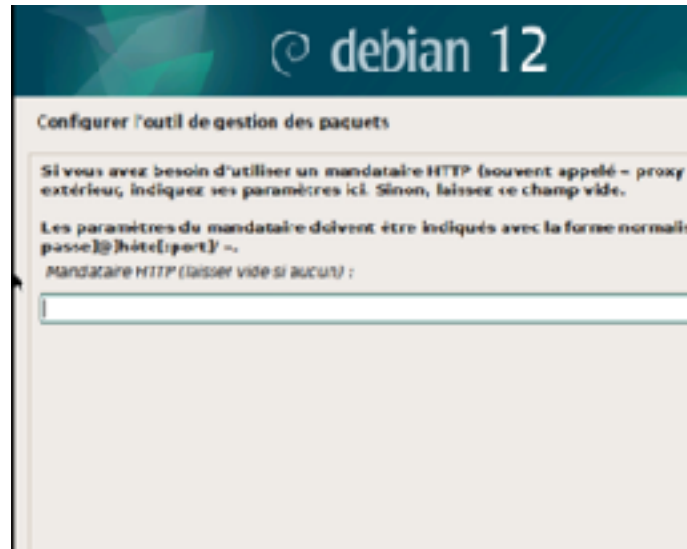 debian 12
Configurer l'outil de gestion des paquets
Si vous avez besoin d'utiliser un mandataire HTTP (souvent appelé « proxy
extérieur, indiquez ses paramètres ici. Sinon, laissez ce champ vide.
Les paramètres du mandataire doivent être indiqués avec la forme normalis
passe]@]hôte[:port]/ ».
Mandataire HTTP (laisser vide si aucun) :